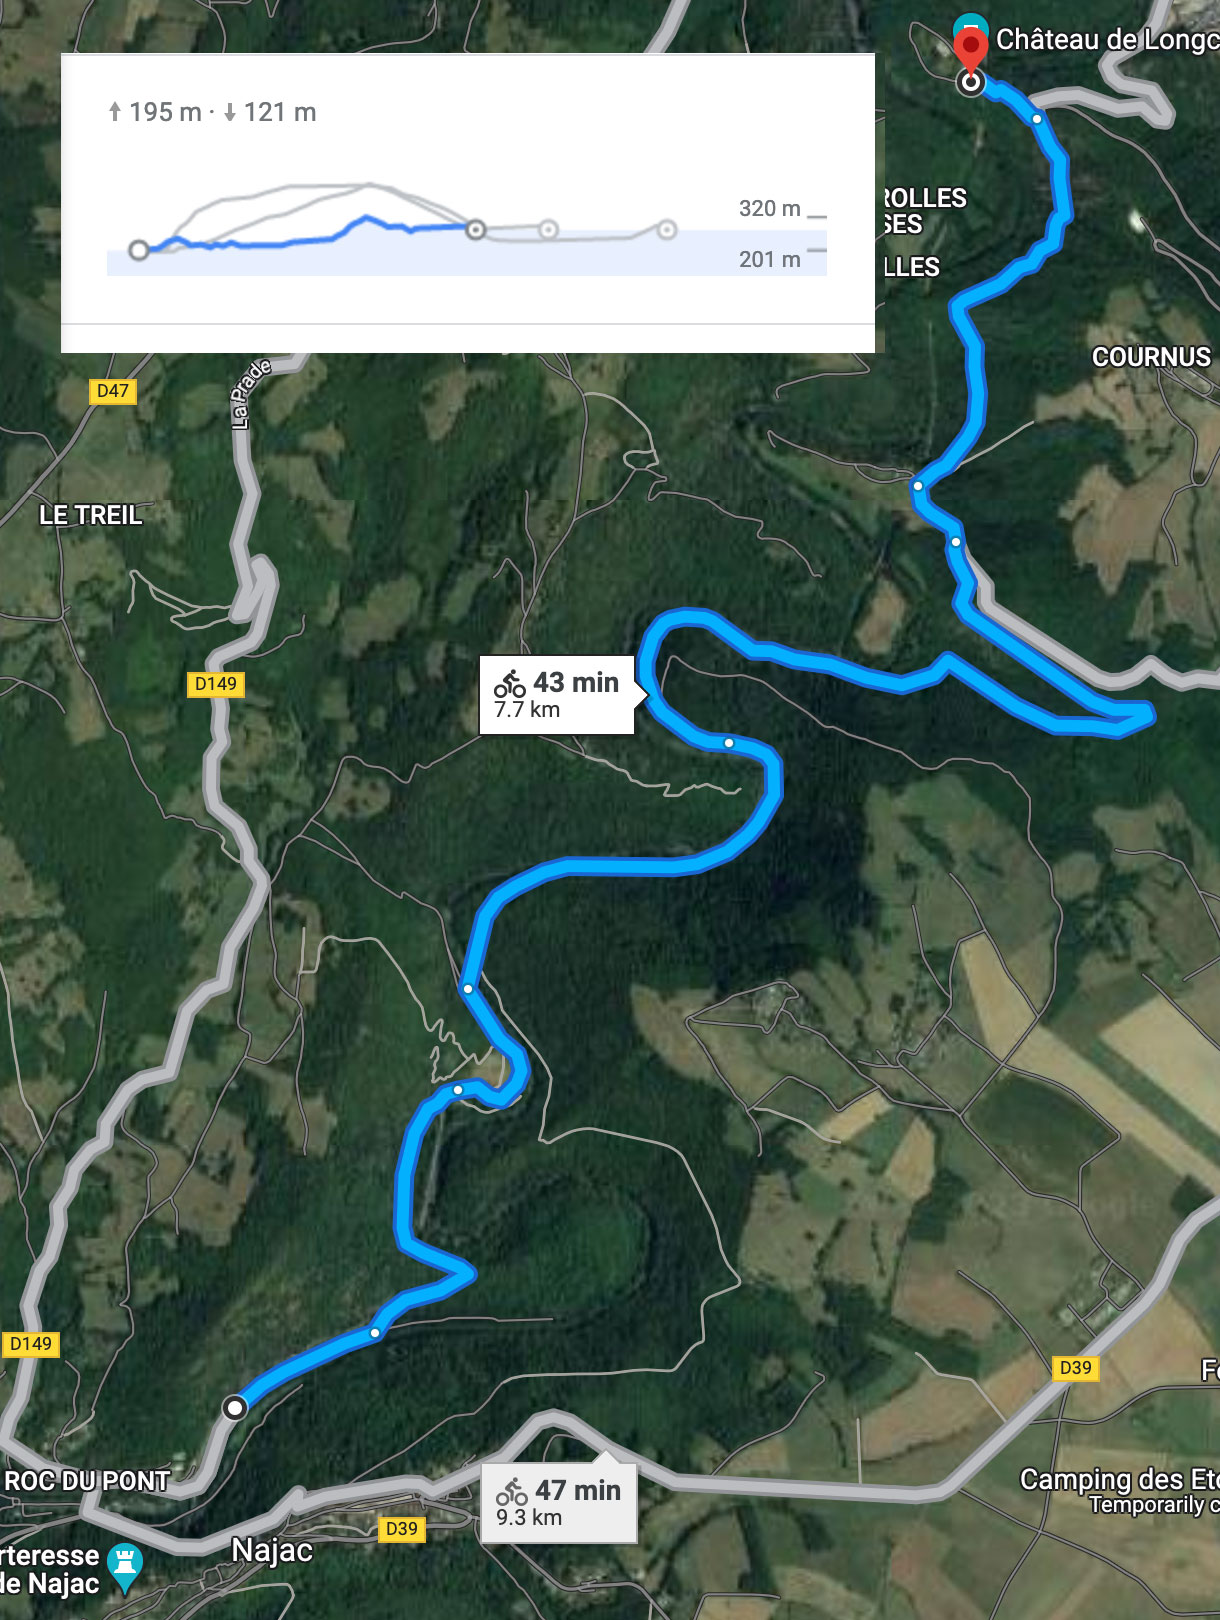 Château de Longc
195 m · 121 m
320 m
201 m
ROLLES
SES
LLES
COURNUS
D47
La Prade
LE TREIL
D149
43 min
7.7 km
D149
D39
ROC DU PONT
47 min
9.3 km
Camping des Eto
Temporarily c
D39
Najac
rteresse
de Najac